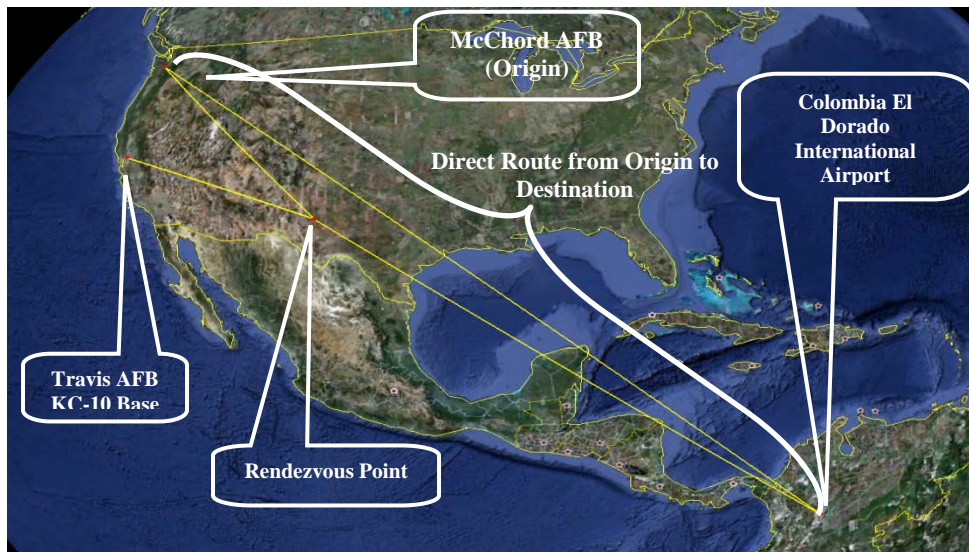 McChord AFB
(Origin)
Colombia El
Dorado
International
Airport
Direct Route from Origin to
Destination
Travis AFB
KC-10 Base
Rendezvous Point